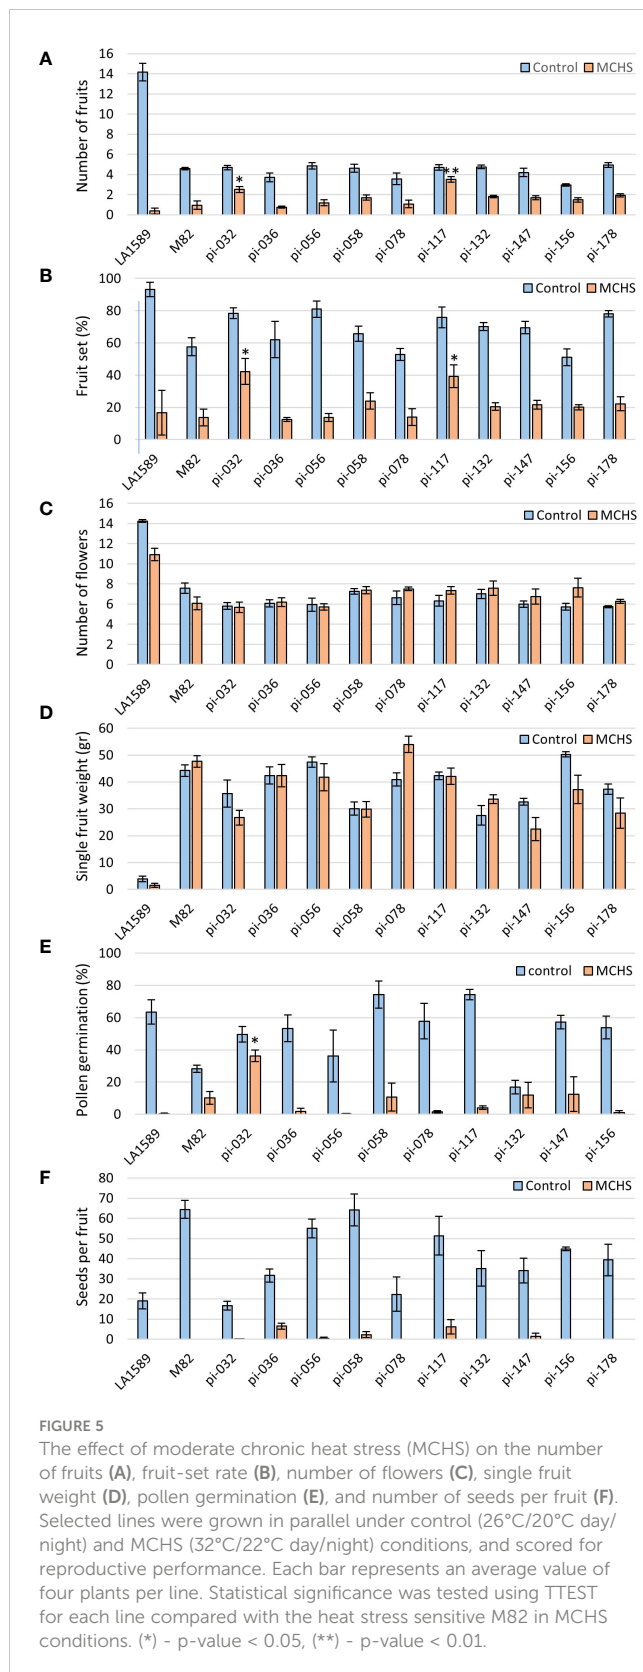 A
16
14
12
10
8
6
4
2
0
Number of fruits
Control MCHS
*
**
LA1589 M82 pi-032 pi-036 pi-056 pi-058 pi-078 pi-117 pi-132 pi-147 pi-156 pi-178
B
100
80
60
40
20
0
Fruit set (%)
Control MCHS
*
*
LA1589 M82 pi-032 pi-036 pi-056 pi-058 pi-078 pi-117 pi-132 pi-147 pi-156 pi-178
C
16
14
12
10
8
6
4
2
0
Number of flowers
Control MCHS
LA1589 M82 pi-032 pi-036 pi-056 pi-058 pi-078 pi-117 pi-132 pi-147 pi-156 pi-178
D
60
50
40
30
20
10
0
Single fruit weight (gr)
Control MCHS
LA1589 M82 pi-032 pi-036 pi-056 pi-058 pi-078 pi-117 pi-132 pi-147 pi-156 pi-178
E
100
80
60
40
20
0
Pollen germination (%)
control MCHS
*
LA1589 M82 pi-032 pi-036 pi-056 pi-058 pi-078 pi-117 pi-132 pi-147 pi-156
F
80
70
60
50
40
30
20
10
0
Seeds per fruit
Control MCHS
LA1589 M82 pi-032 pi-036 pi-056 pi-058 pi-078 pi-117 pi-132 pi-147 pi-156 pi-178
FIGURE 5
The effect of moderate chronic heat stress (MCHS) on the number
of fruits (A), fruit-set rate (B), number of flowers (C), single fruit
weight (D), pollen germination (E), and number of seeds per fruit (F).
Selected lines were grown in parallel under control (26°C/20°C day/
night) and MCHS (32°C/22°C day/night) conditions, and scored for
reproductive performance. Each bar represents an average value of
four plants per line. Statistical significance was tested using TTEST
for each line compared with the heat stress sensitive M82 in MCHS
conditions. (*) - p-value < 0.05, (**) - p-value < 0.01.